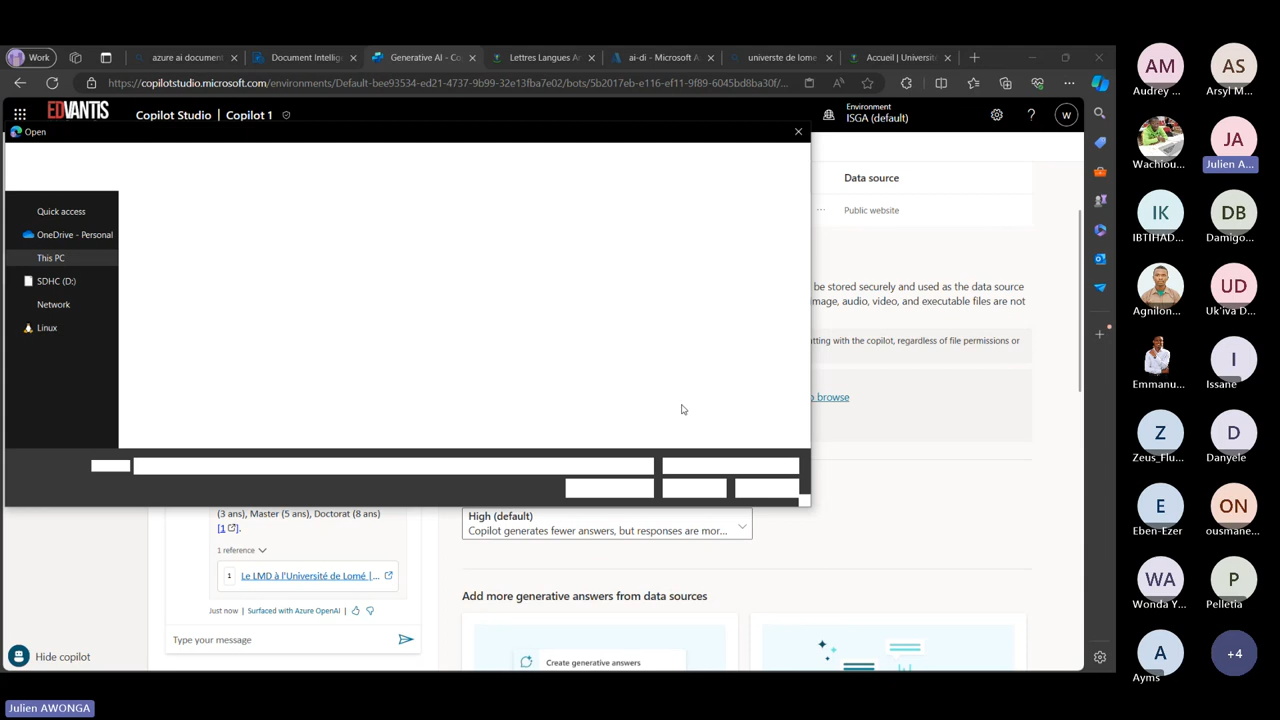 Work
azure ai document
Document Intellig
Generative AI - Co
Lettres Langues Ar
ai-di - Microsoft A
universte de lome
Accueil | Universit
https://copilotstudio.microsoft.com/environments/Default-bee93534-ed21-4737-9b99-32e13fba7e02/bots/5b2017eb-e116-ef11-9f89-6045bd8ba30f/...
EDVANTIS
Copilot Studio
Copilot 1
Environment
ISGA (default)
?
W
Open
Quick access
OneDrive - Personal
This PC
SDHC (D:)
Network
Linux
Data source
... Public website
be stored securely and used as the data source
image, audio, video, and executable files are not
tting with the copilot, regardless of file permissions or
o browse
(3 ans), Master (5 ans), Doctorat (8 ans)
[1].
1 reference
1 Le LMD à l'Université de Lomé |...
Just now | Surfaced with Azure OpenAI
Type your message
Hide copilot
High (default)
Copilot generates fewer answers, but responses are mor...
Add more generative answers from data sources
Create generative answers
AM
Audrey ...
AS
Arsyl M...
Wachiou...
JA
Julien A...
IK
IBTIHAD...
DB
Damigo...
Agnilon...
UD
Uk'iva D...
Emmanu...
I
Issane
Z
Zeus_Flu...
D
Danyele
E
Eben-Ezer
ON
ousmane...
WA
Wonda Y...
P
Pelletia
A
Ayms
+4
Julien AWONGA